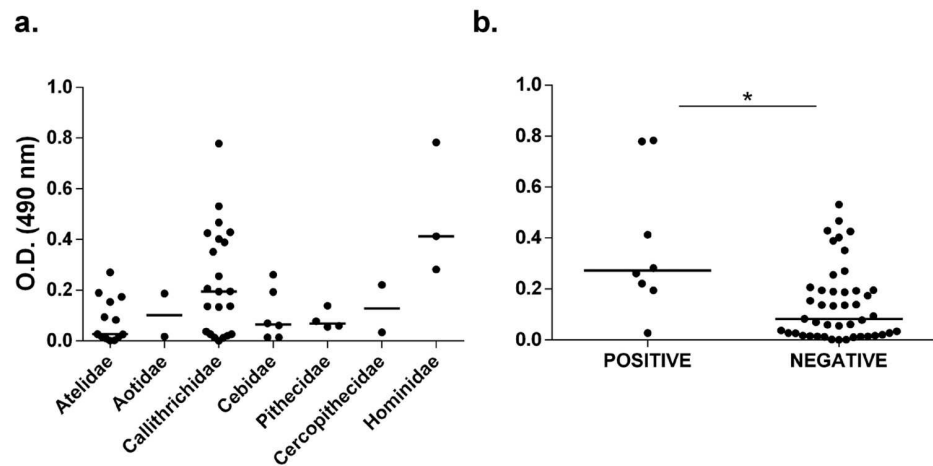 a.
O.D. (490 nm)
1.0
0.8
0.6
0.4
0.2
0.0
Atelidae
Aotidae
Callithrichidae
Cebidae
Pithecidae
Cercopithecidae
Hominidae
b.
1.0
0.8
0.6
0.4
0.2
0.0
*
POSITIVE
NEGATIVE